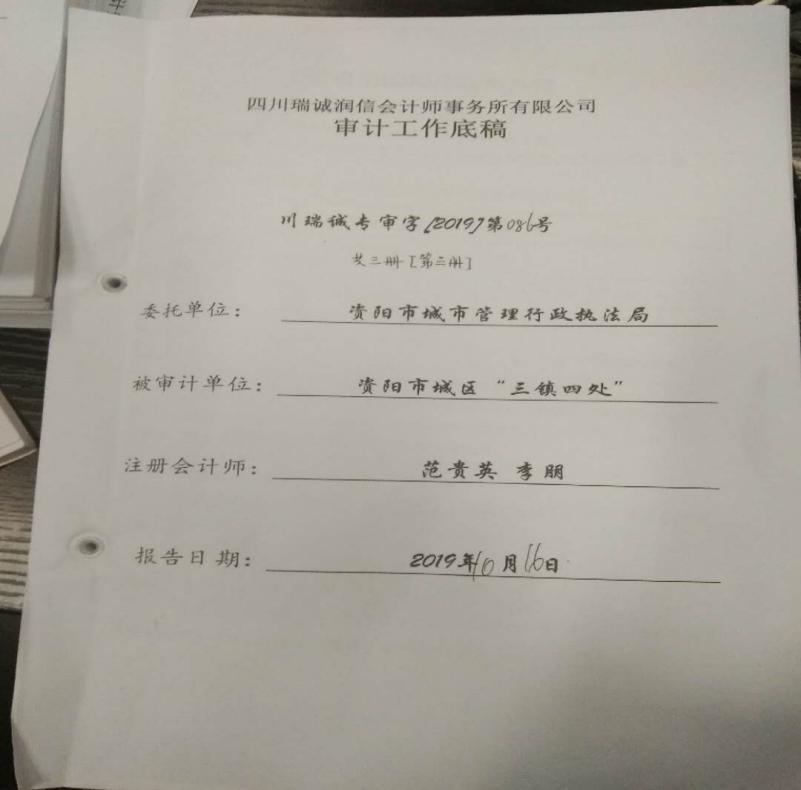 四川瑞诚润信会计师事务所有限公司
审计工作底稿
川瑞诚专审字[2019]第086号
共三册[第三册]
委托单位： 资阳市城市管理行政执法局
被审计单位： 资阳市城区“三镇四处”
注册会计师： 范贵英 李朋
报告日期： 2019年10月16日